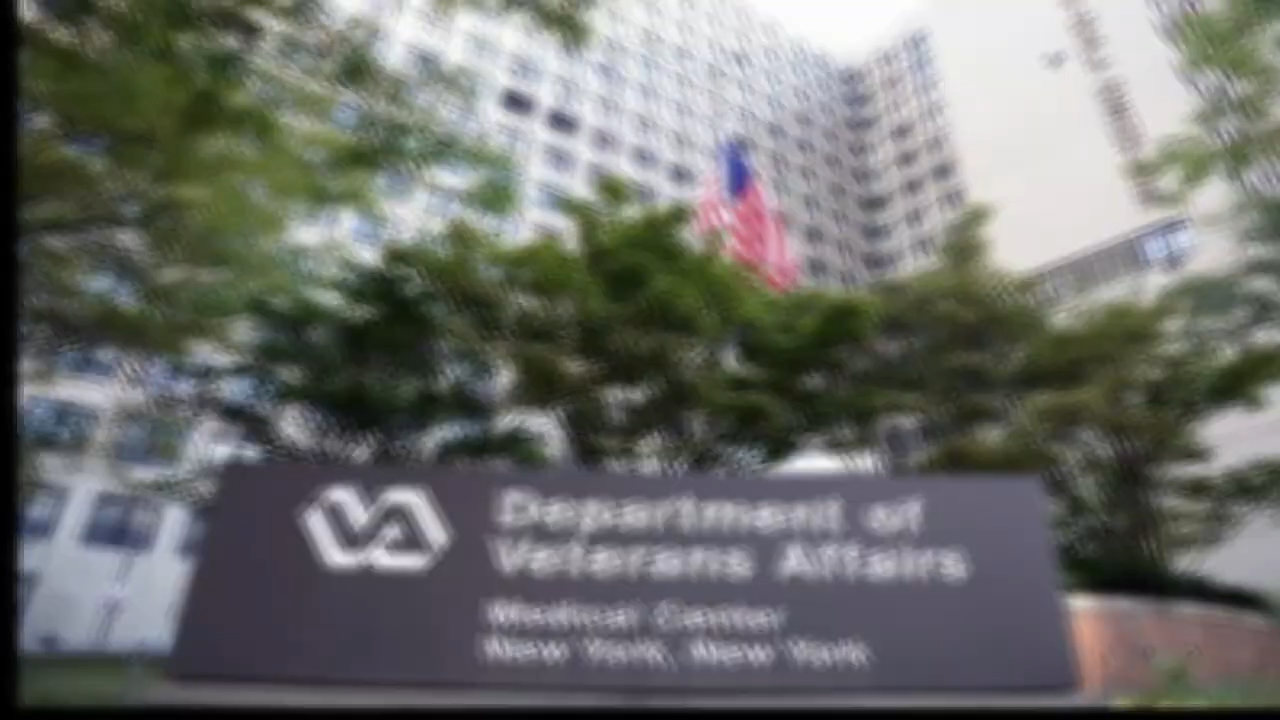 VA
Department of
Veterans Affairs
Medical Center
New York, New York